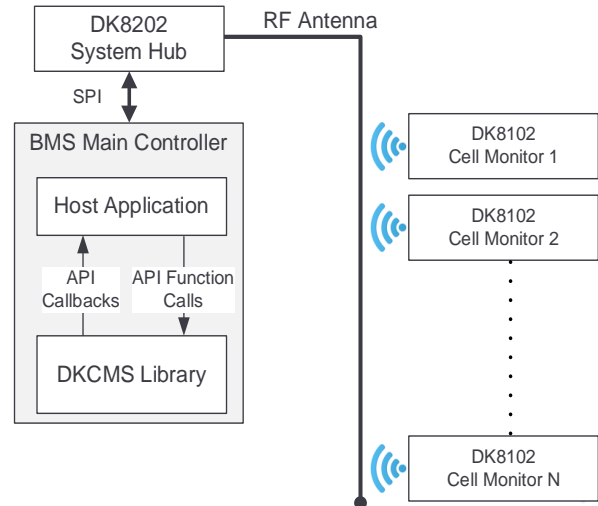 DK8202
System Hub
RF Antenna
SPI
BMS Main Controller
Host Application
API
Callbacks
API Function
Calls
DKCMS Library
DK8102
Cell Monitor 1
DK8102
Cell Monitor 2
DK8102
Cell Monitor N